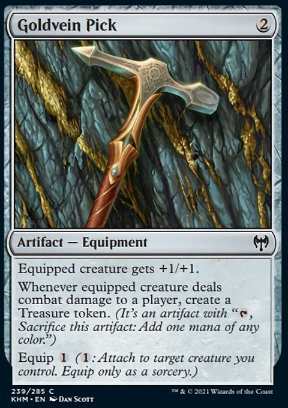 Goldvein Pick 2
Artifact — Equipment
Equipped creature gets +1/+1.
Whenever equipped creature deals
combat damage to a player, create a
Treasure token. (It's an artifact with “, 
Sacrifice this artifact: Add one mana of any
color.”)
Equip 1 (1: Attach to target creature you
control. Equip only as a sorcery.)
239/285 C
KHM • EN Dan Scott
™ & © 2021 Wizards of the Coast